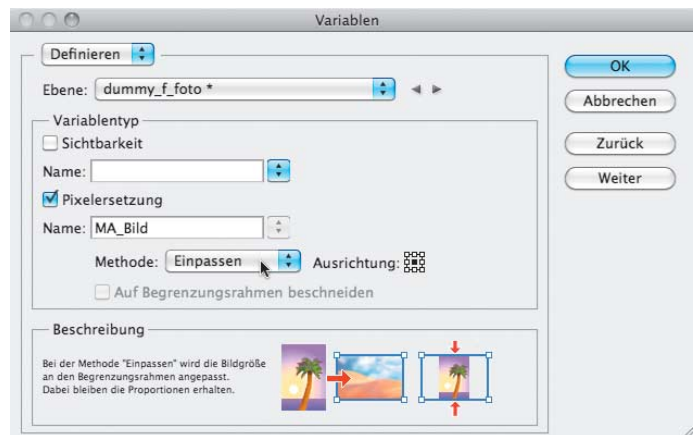 Variablen
Definieren
Ebene: dummy_f_foto *
Variablentyp
Sichtbarkeit
Name:
Pixelersetzung
Name: MA_Bild
Methode: Einpassen Ausrichtung:
Auf Begrenzungsrahmen beschneiden
Beschreibung
Bei der Methode "Einpassen" wird die Bildgröße
an den Begrenzungsrahmen angepasst.
Dabei bleiben die Proportionen erhalten.
OK
Abbrechen
Zurück
Weiter